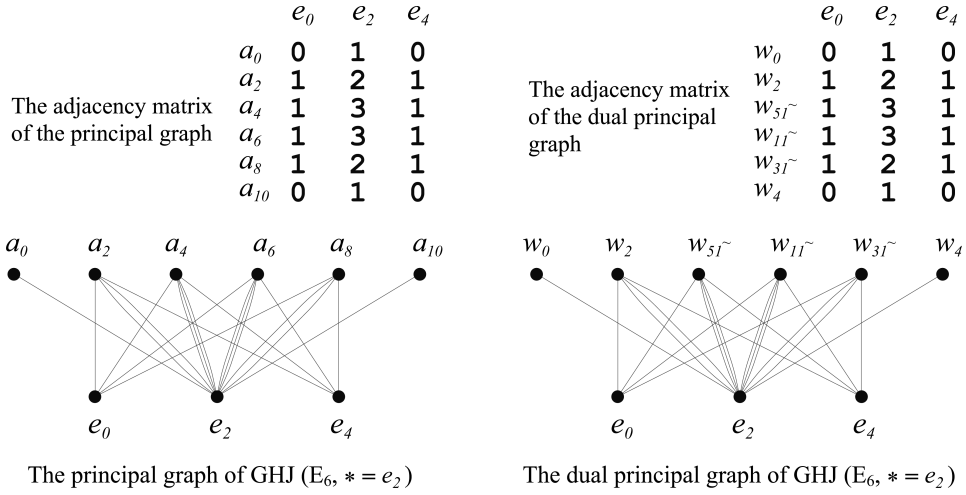 e₀ e₂ e₄
a₀ 0 1 0
a₂ 1 2 1
a₄ 1 3 1
a₆ 1 3 1
a₈ 1 2 1
a₁₀ 0 1 0
The adjacency matrix
of the principal graph
e₀ e₂ e₄
w₀ 0 1 0
w₂ 1 2 1
w₅₁~ 1 3 1
w₁₁~ 1 3 1
w₃₁~ 1 2 1
w₄ 0 1 0
The adjacency matrix
of the dual principal
graph
a₀ a₂ a₄ a₆ a₈ a₁₀
e₀ e₂ e₄
The principal graph of GHJ (E₆, * = e₂)
w₀ w₂ w₅₁~ w₁₁~ w₃₁~ w₄
e₀ e₂ e₄
The dual principal graph of GHJ (E₆, * = e₂)